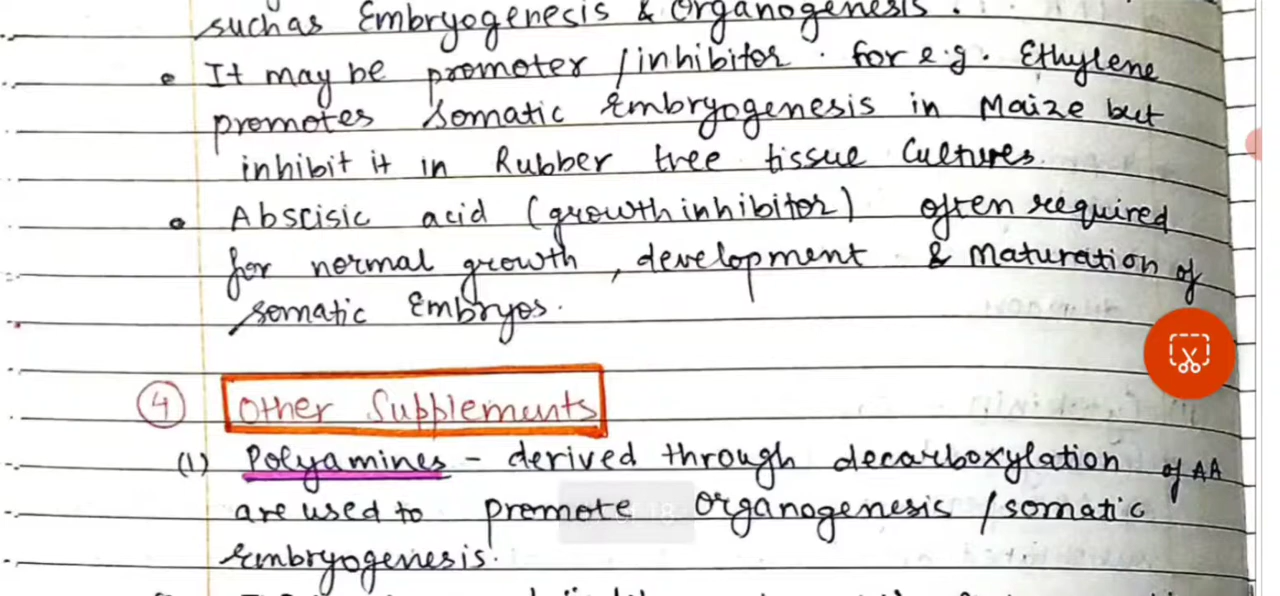 such as Embryogenesis & Organogenesis.
• It may be promoter / inhibitor. for e.g. Ethylene
promotes somatic embryogenesis in Maize but
inhibit it in Rubber tree tissue Cultures.
• Abscisic acid (growth inhibitor) often required
for normal growth, development & Maturation of
somatic Embryos.
④ Other Supplements
(1) Polyamines - derived through decarboxylation of AA
are used to promote Organogenesis / somatic
embryogenesis.